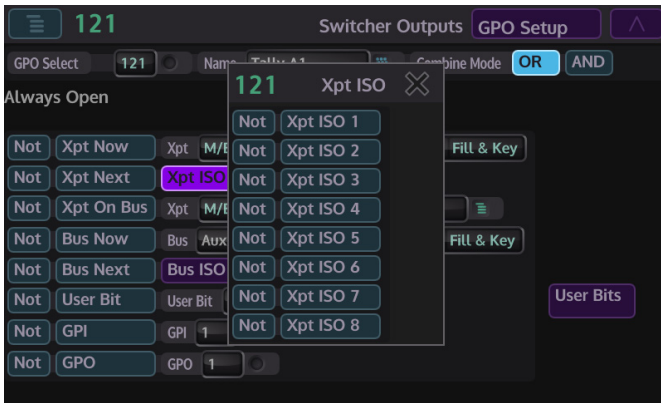 121 Switcher Outputs GPO Setup
GPO Select 121 Name Tally A1 Combine Mode OR AND
Always Open
121 Xpt ISO
Not Xpt ISO 1
Not Xpt ISO 2
Not Xpt ISO 3
Not Xpt ISO 4
Not Xpt ISO 5
Not Xpt ISO 6
Not Xpt ISO 7
Not Xpt ISO 8
Not Xpt Now Xpt M/E Fill & Key
Not Xpt Next Xpt ISO
Not Xpt On Bus Xpt M/E
Not Bus Now Bus Aux Fill & Key
Not Bus Next Bus ISO
Not User Bit User Bit User Bits
Not GPI GPI 1
Not GPO GPO 1